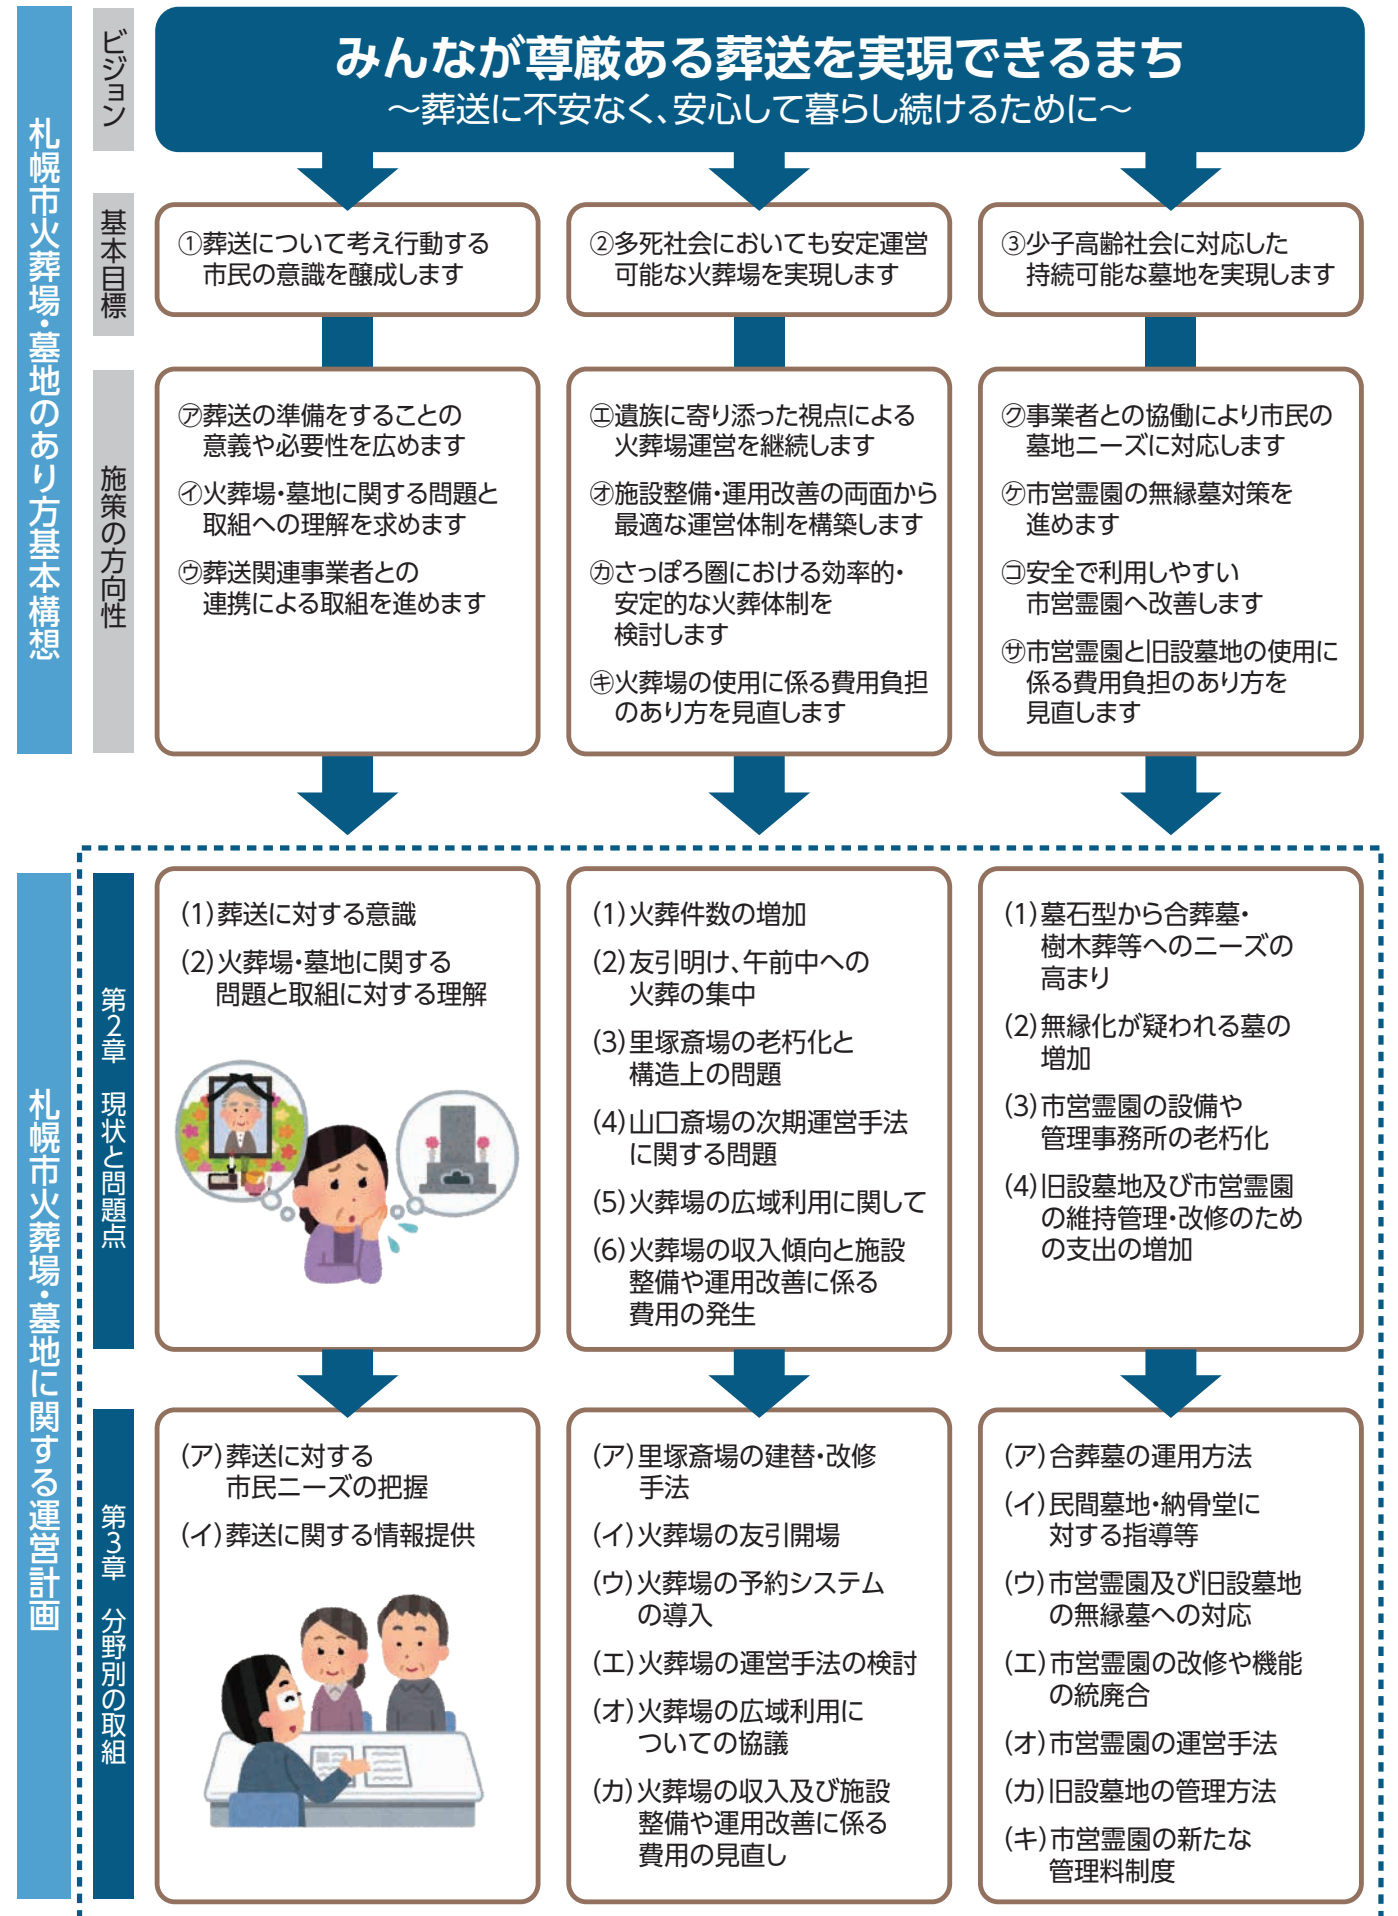 札幌市火葬場・墓地のあり方基本構想
ビジョン
みんなが尊厳ある葬送を実現できるまち
～葬送に不安なく、安心して暮らし続けるために～
基本目標
①葬送について考え行動する
市民の意識を醸成します
②多死社会においても安定運営
可能な火葬場を実現します
③少子高齢社会に対応した
持続可能な墓地を実現します
施策の方向性
㋐葬送の準備をすることの
意義や必要性を広めます
㋑火葬場・墓地に関する問題と
取組への理解を求めます
㋒葬送関連事業者との
連携による取組を進めます
㋓遺族に寄り添った視点による
火葬場運営を継続します
㋔施設整備・運用改善の両面から
最適な運営体制を構築します
㋕さっぽろ圏における効率的・
安定的な火葬体制を
検討します
㋖火葬場の使用に係る費用負担
のあり方を見直します
㋗事業者との協働により市民の
墓地ニーズに対応します
㋘市営霊園の無縁墓対策を
進めます
㋙安全で利用しやすい
市営霊園へ改善します
㋚市営霊園と旧設墓地の使用に
係る費用負担のあり方を
見直します
札幌市火葬場・墓地に関する運営計画
第2章 現状と問題点
(1)葬送に対する意識
(2)火葬場・墓地に関する
問題と取組に対する理解
(1)火葬件数の増加
(2)友引明け、午前中への
火葬の集中
(3)里塚斎場の老朽化と
構造上の問題
(4)山口斎場の次期運営手法
に関する問題
(5)火葬場の広域利用に関して
(6)火葬場の収入傾向と施設
整備や運用改善に係る
費用の発生
(1)墓石型から合葬墓・
樹木葬等へのニーズの
高まり
(2)無縁化が疑われる墓の
増加
(3)市営霊園の設備や
管理事務所の老朽化
(4)旧設墓地及び市営霊園
の維持管理・改修のため
の支出の増加
第3章 分野別の取組
(ア)葬送に対する
市民ニーズの把握
(イ)葬送に関する情報提供
(ア)里塚斎場の建替・改修
手法
(イ)火葬場の友引開場
(ウ)火葬場の予約システム
の導入
(エ)火葬場の運営手法の検討
(オ)火葬場の広域利用に
ついての協議
(カ)火葬場の収入及び施設
整備や運用改善に係る
費用の見直し
(ア)合葬墓の運用方法
(イ)民間墓地・納骨堂に
対する指導等
(ウ)市営霊園及び旧設墓地
の無縁墓への対応
(エ)市営霊園の改修や機能
の統廃合
(オ)市営霊園の運営手法
(カ)旧設墓地の管理方法
(キ)市営霊園の新たな
管理料制度